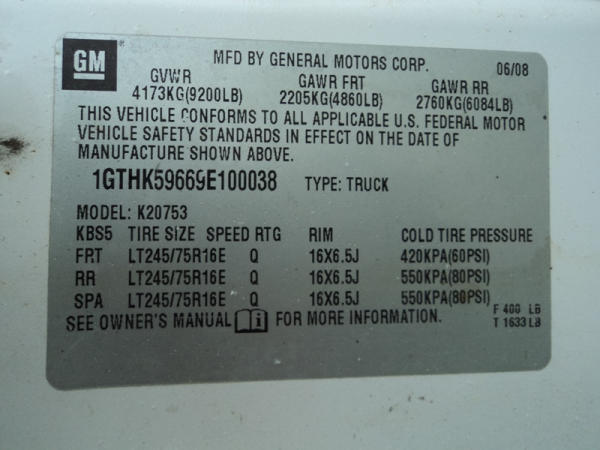 GM
MFD BY GENERAL MOTORS CORP. 06/08
GVWR GAWR FRT GAWR RR
4173KG(9200LB) 2205KG(4860LB) 2760KG(6084LB)
THIS VEHICLE CONFORMS TO ALL APPLICABLE U.S. FEDERAL MOTOR
VEHICLE SAFETY STANDARDS IN EFFECT ON THE DATE OF
MANUFACTURE SHOWN ABOVE.
1GTHK59669E100038 TYPE: TRUCK
MODEL: K20753
KBS5 TIRE SIZE SPEED RTG RIM COLD TIRE PRESSURE
FRT LT245/75R16E Q 16X6.5J 420KPA(60PSI)
RR LT245/75R16E Q 16X6.5J 550KPA(80PSI)
SPA LT245/75R16E Q 16X6.5J 550KPA(80PSI)
SEE OWNER'S MANUAL i FOR MORE INFORMATION.
F 400 LB
T 1633 LB